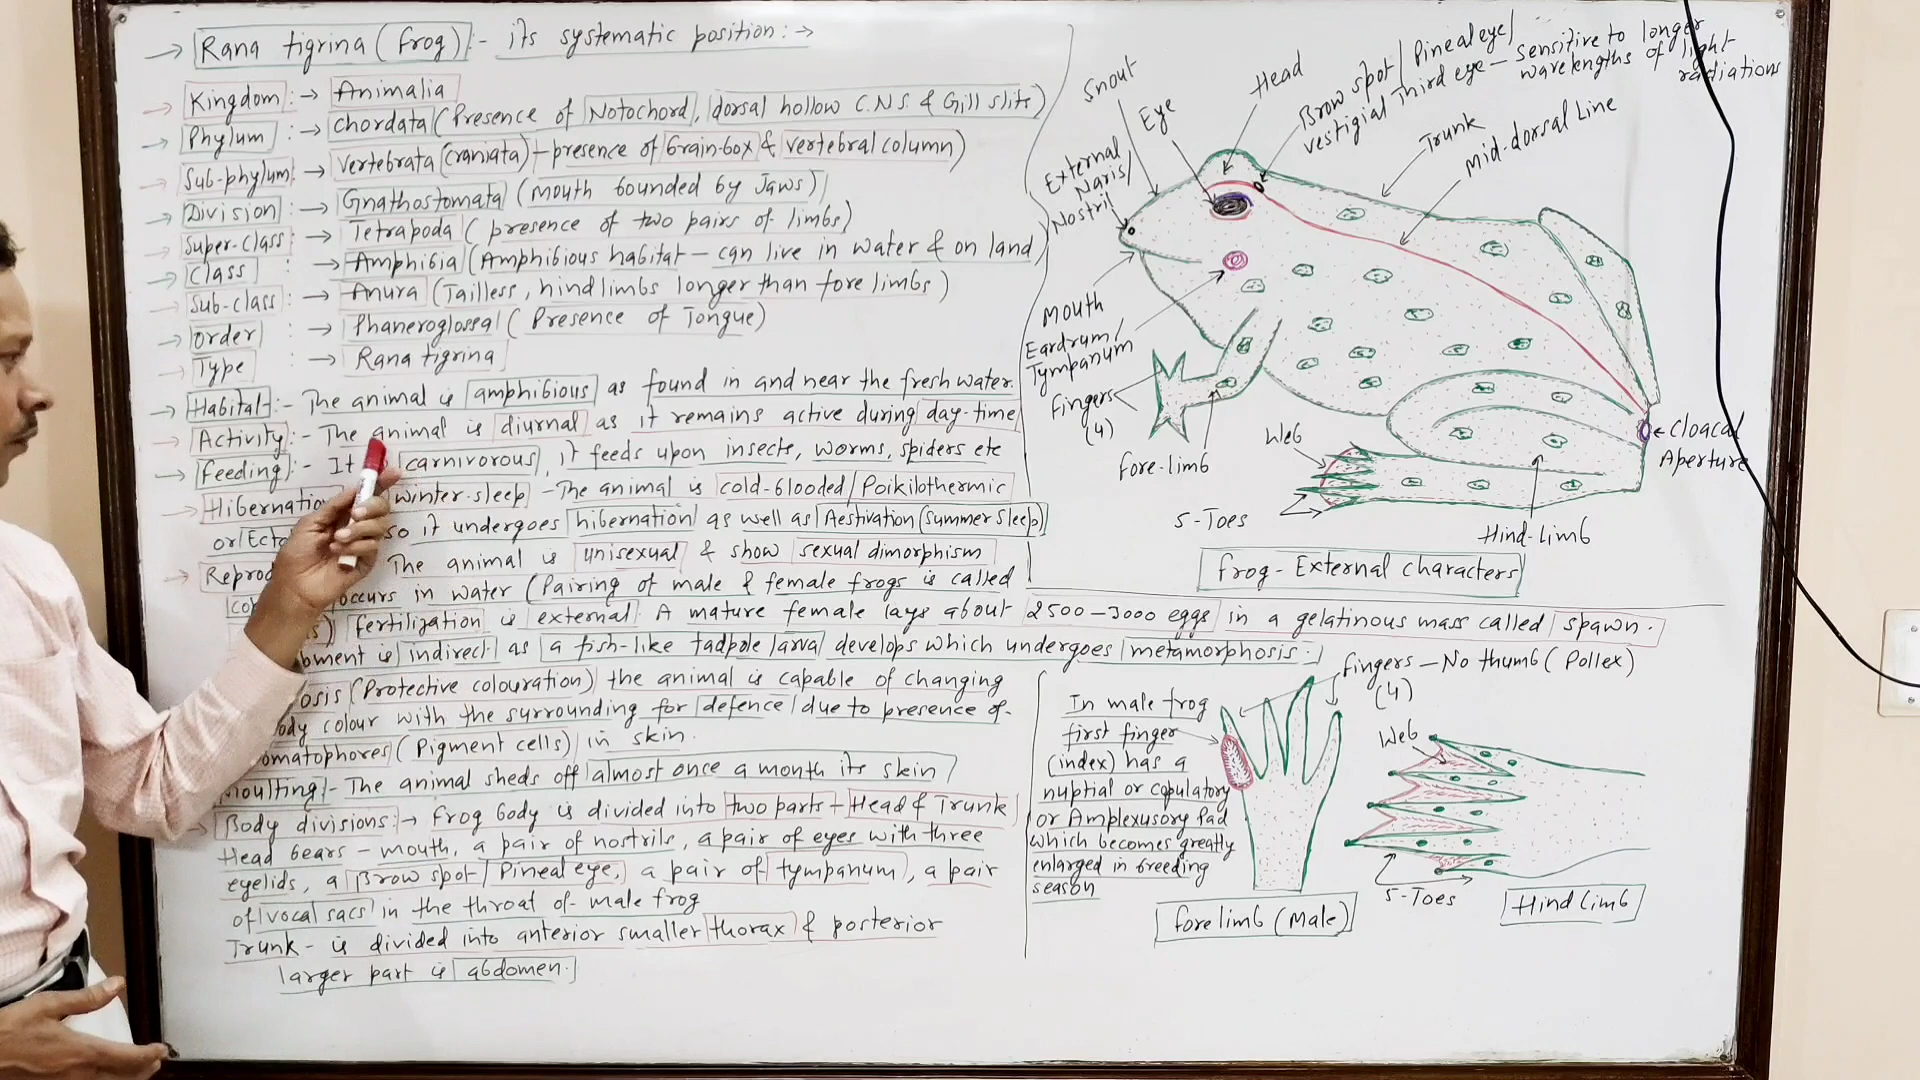 → Rana tigrina (frog) :- its systematic position :→
→ Kingdom :→ Animalia
→ Phylum :→ Chordata (Presence of Notochord, dorsal hollow C.N.S. & Gill slits)
→ Sub-phylum :→ Vertebrata (craniata) - presence of Brain-box & vertebral column)
→ Division :→ Gnathostomata (mouth bounded by Jaws)
→ Super-class :→ Tetrapoda (presence of two pairs of limbs)
→ Class :→ Amphibia (Amphibious habitat - can live in water & on land)
→ Sub-class :→ Anura (Tailless, hind limbs longer than fore limbs)
→ Order :→ Phaneroglossal (Presence of Tongue)
→ Type :→ Rana tigrina
→ Habitat :- The animal is amphibious as found in and near the fresh water.
→ Activity :- The animal is diurnal as it remains active during day-time
→ Feeding :- It carnivorous, it feeds upon insects, worms, spiders etc
→ Hibernation winter-sleep - The animal is cold-blooded/Poikilothermic
or/Ecto so it undergoes hibernation as well as Aestivation (summer sleep)
→ Reprod The animal is unisexual & show sexual dimorphism
occurs in water (Pairing of male & female frogs is called
fertilization is external. A mature female lays about 2500-3000 eggs in a gelatinous mass called spawn.
pment is indirect as a fish-like tadpole larva develops which undergoes metamorphosis.
osis (Protective colouration) the animal is capable of changing
ody colour with the surrounding for defence due to presence of
omatophores (Pigment cells) in skin.
Moulting - The animal sheds off almost once a month its skin
→ Body divisions :→ Frog body is divided into two parts - Head & Trunk
Head bears - mouth, a pair of nostrils, a pair of eyes with three
eyelids, a Brow spot/Pineal eye, a pair of tympanum, a pair
of vocal sacs in the throat of male frog
Trunk - is divided into anterior smaller thorax & posterior
larger part is abdomen.
Snout
Eye
Head
Brow spot/Pineal eye/
vestigial Third eye - sensitive to longer
wavelengths of light
radiations
Trunk
Mid-dorsal Line
External
Naris/
Nostril
Mouth
Eardrum/
Tympanum
Fingers
(4)
Fore-limb
Web
5-Toes
Hind-limb
Cloacal
Aperture
Frog - External characters
In male frog
first finger
(index) has a
nuptial or copulatory
or Amplexusory Pad
which becomes greatly
enlarged in breeding
season
Fingers - No thumb (Pollex)
(4)
Fore limb (Male)
Web
5-Toes
Hind limb